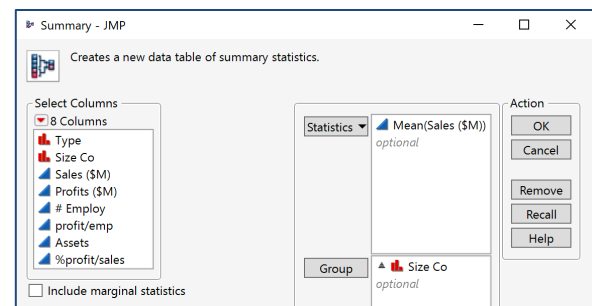 Summary - JMP
Creates a new data table of summary statistics.
Select Columns
8 Columns
Type
Size Co
Sales ($M)
Profits ($M)
# Employ
profit/emp
Assets
%profit/sales
Include marginal statistics
Statistics
Mean(Sales ($M))
optional
Group
Size Co
optional
Action
OK
Cancel
Remove
Recall
Help